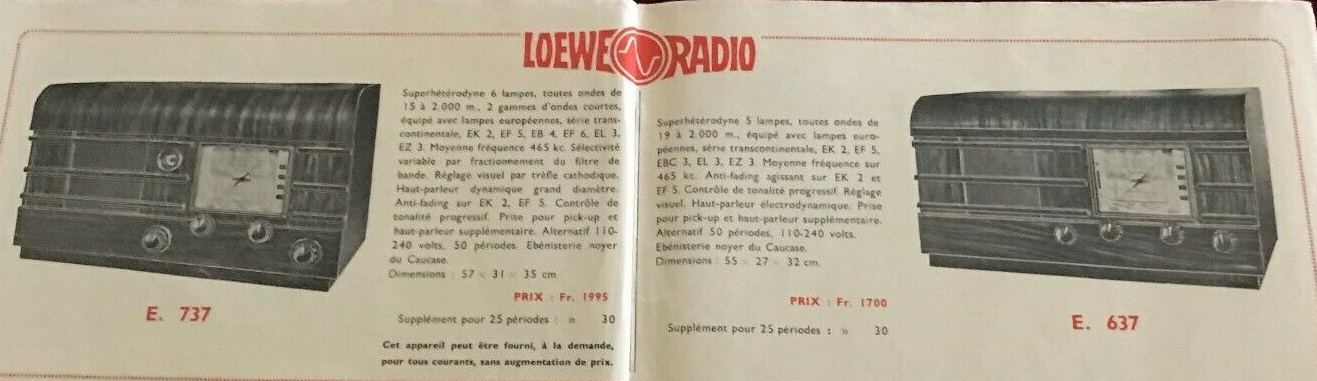 LOEWE RADIO
Superhétérodyne 6 lampes, toutes ondes de
15 à 2.000 m., 2 gammes d'ondes courtes,
équipé avec lampes européennes, série trans-
continentale, EK 2, EF 5, EB 4, EF 6, EL 3,
EZ 3. Moyenne fréquence 465 kc. Sélectivité
variable par fractionnement du filtre de
bande. Réglage visuel par trèfle cathodique.
Haut-parleur dynamique grand diamètre.
Anti-fading sur EK 2, EF 5. Contrôle de
tonalité progressif. Prise pour pick-up et
haut-parleur supplémentaire. Alternatif 110-
240 volts, 50 périodes. Ebénisterie noyer
du Caucase.
Dimensions : 57 × 31 × 35 cm.
PRIX : Fr. 1995
Supplément pour 25 périodes : » 30
Cet appareil peut être fourni, à la demande,
pour tous courants, sans augmentation de prix.
E. 737
Superhétérodyne 5 lampes, toutes ondes de
19 à 2.000 m., équipé avec lampes euro-
péennes, série transcontinentale, EK 2, EF 5,
EBC 3, EL 3, EZ 3. Moyenne fréquence sur
465 kc. Anti-fading agissant sur EK 2 et
EF 5. Contrôle de tonalité progressif. Réglage
visuel. Haut-parleur électrodynamique. Prise
pour pick-up et haut-parleur supplémentaire.
Alternatif 50 périodes, 110-240 volts.
Ebénisterie noyer du Caucase.
Dimensions : 55 × 27 × 32 cm.
PRIX : Fr. 1700
Supplément pour 25 périodes : » 30
E. 637